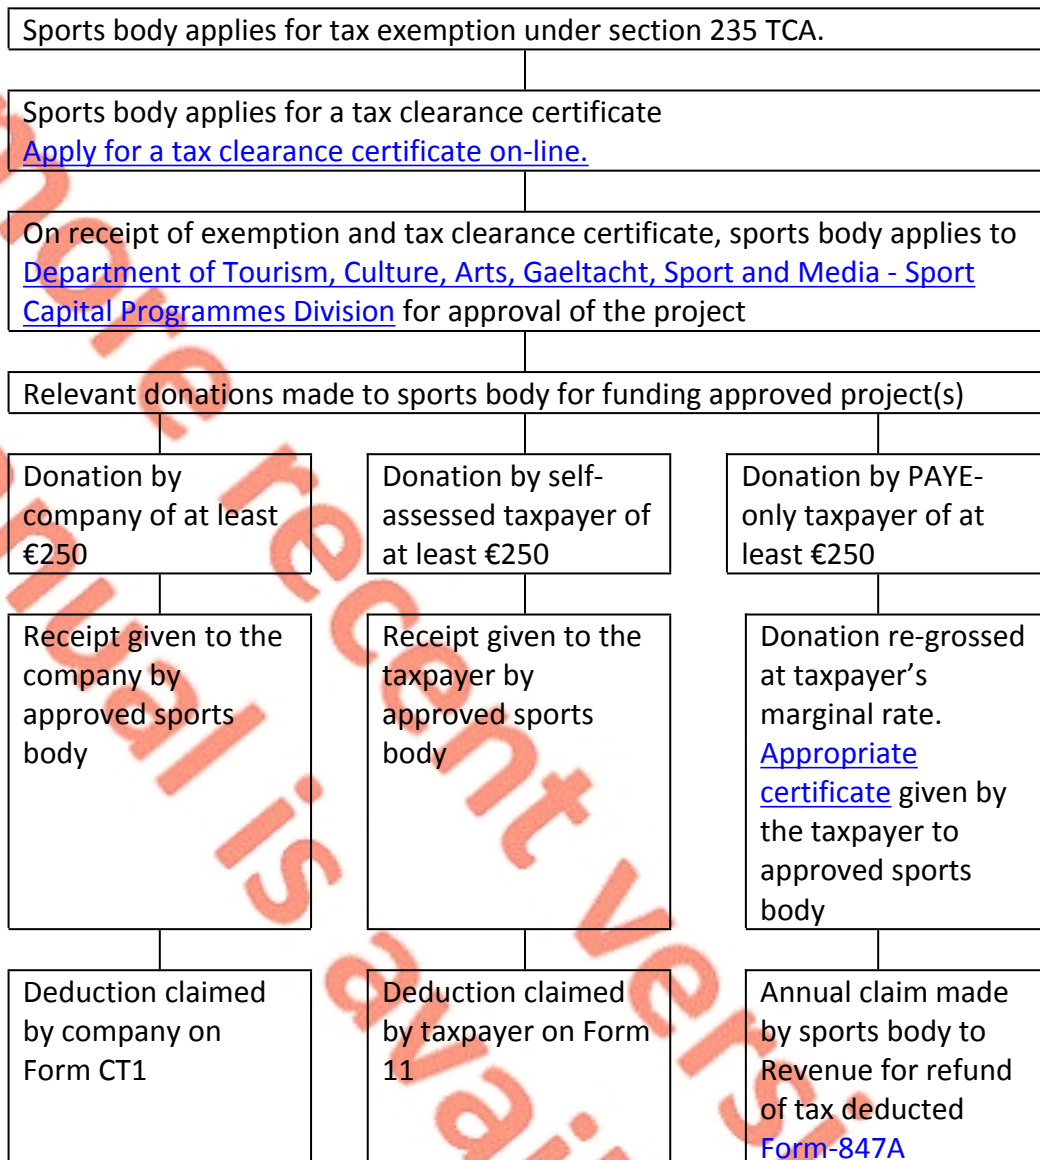 Sports body applies for tax exemption under section 235 TCA.
Sports body applies for a tax clearance certificate
Apply for a tax clearance certificate on-line.
On receipt of exemption and tax clearance certificate, sports body applies to
Department of Tourism, Culture, Arts, Gaeltacht, Sport and Media - Sport
Capital Programmes Division for approval of the project
Relevant donations made to sports body for funding approved project(s)
Donation by
company of at least
€250
Donation by self-
assessed taxpayer of
at least €250
Donation by PAYE-
only taxpayer of at
least €250
Receipt given to the
company by
approved sports
body
Receipt given to the
taxpayer by
approved sports
body
Donation re-grossed
at taxpayer’s
marginal rate.
Appropriate
certificate given by
the taxpayer to
approved sports
body
Deduction claimed
by company on
Form CT1
Deduction claimed
by taxpayer on Form
11
Annual claim made
by sports body to
Revenue for refund
of tax deducted
Form-847A
more recent versi
nual is avail